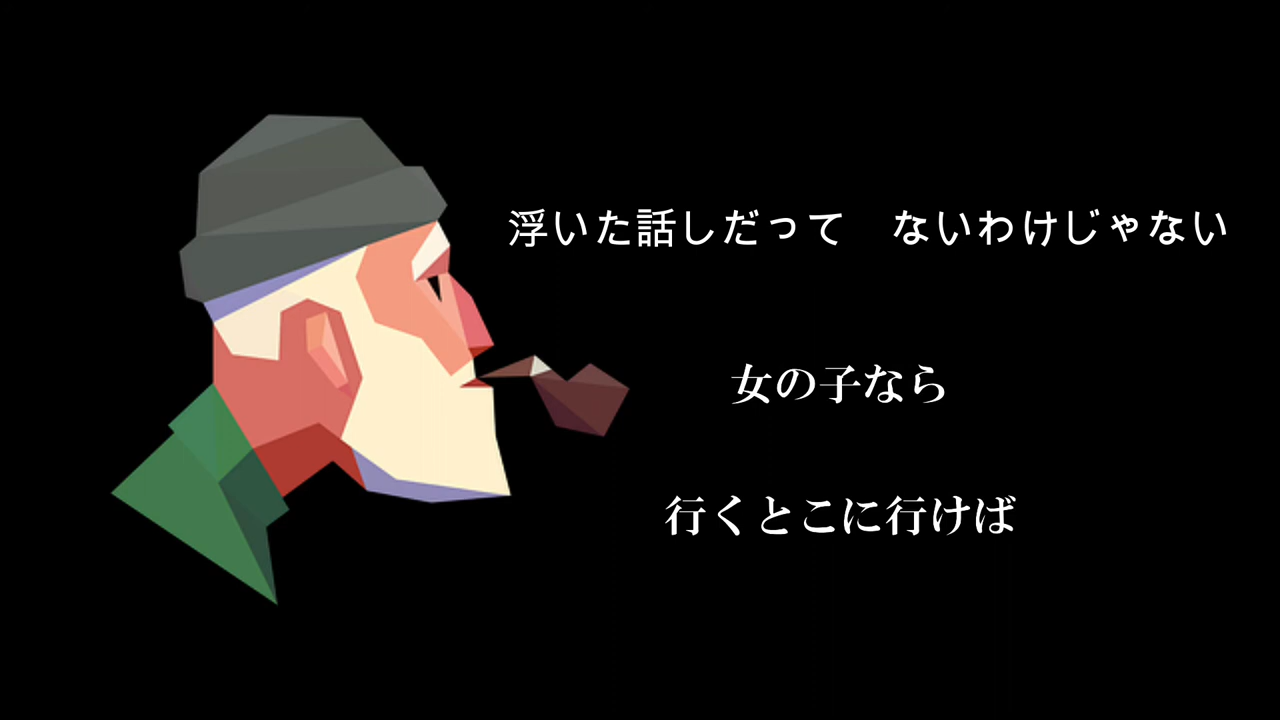 浮いた話しだって　ないわけじゃない
女の子なら
行くとこに行けば